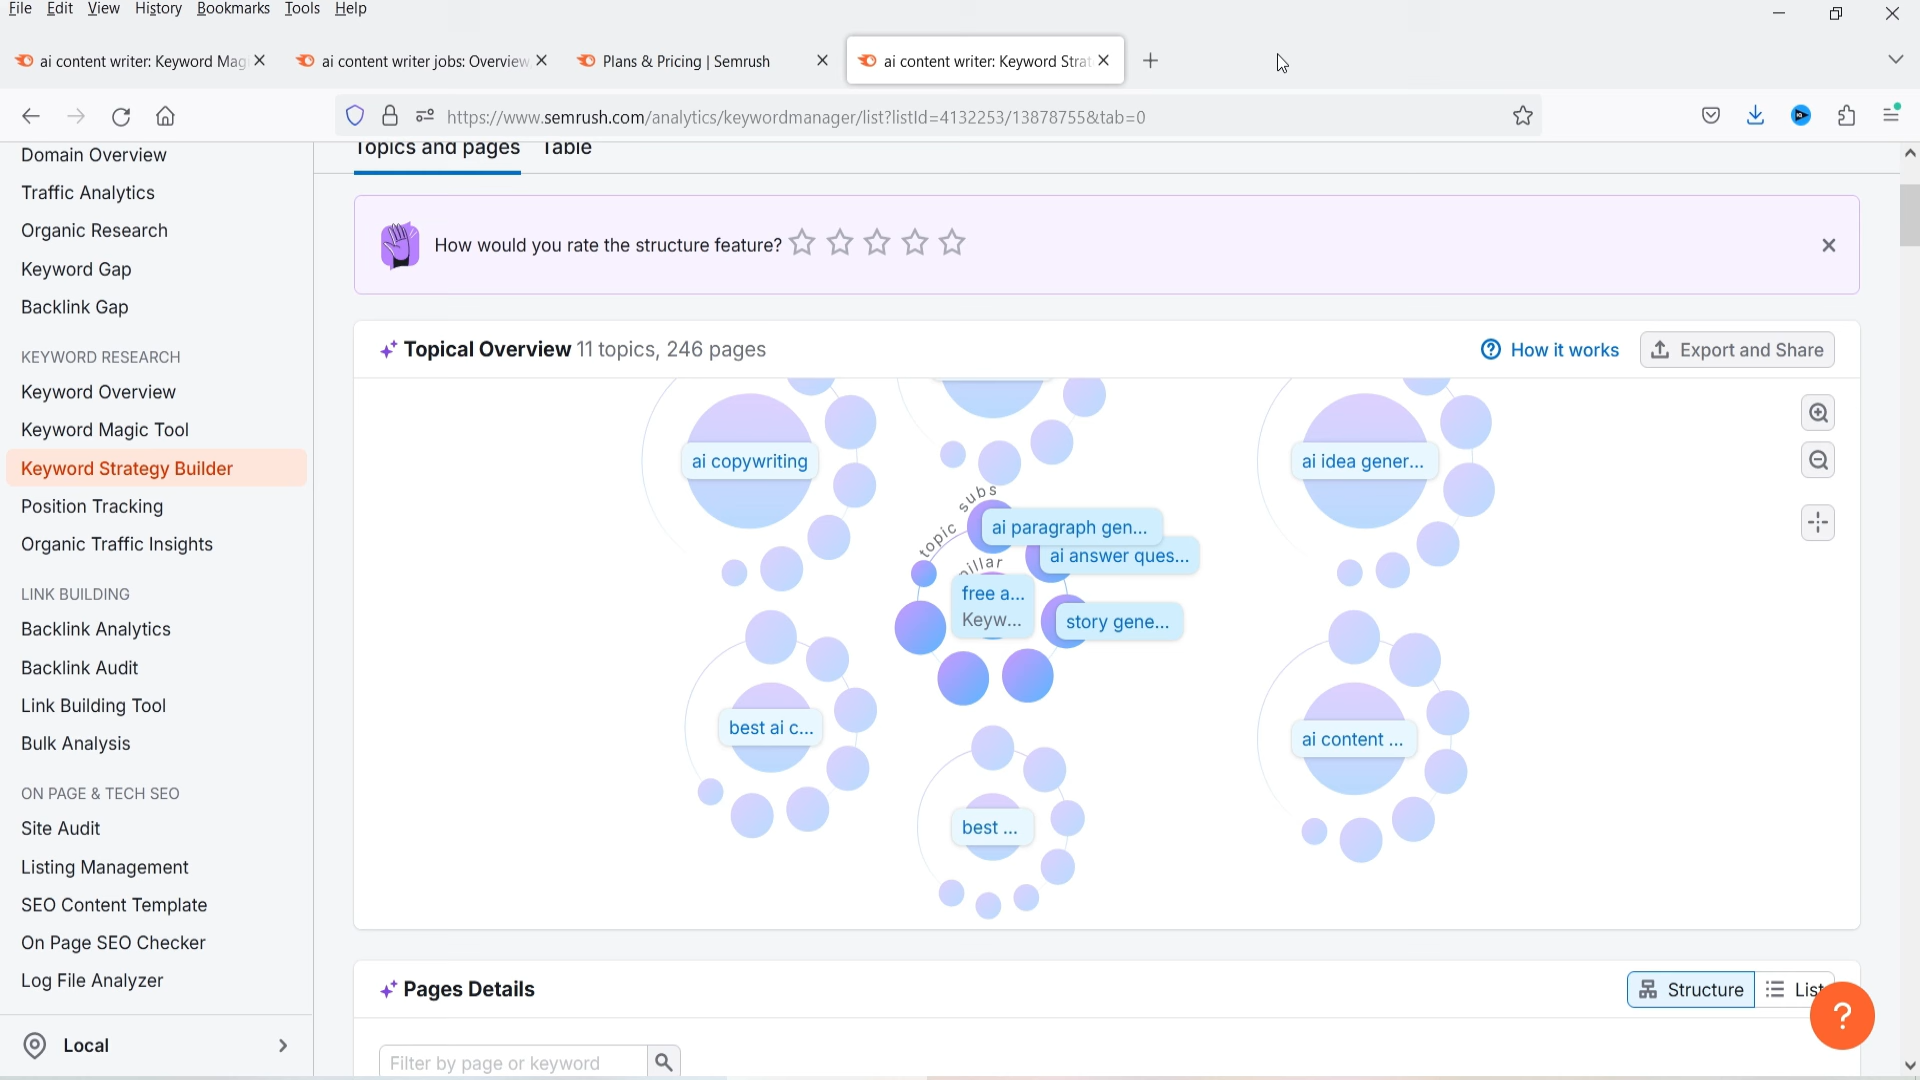 File Edit View History Bookmarks Tools Help
ai content writer: Keyword Mag
ai content writer jobs: Overview
Plans & Pricing | Semrush
ai content writer: Keyword Strat
https://www.semrush.com/analytics/keywordmanager/list?listId=4132253/13878755&tab=0
Domain Overview
Traffic Analytics
Organic Research
Keyword Gap
Backlink Gap
KEYWORD RESEARCH
Keyword Overview
Keyword Magic Tool
Keyword Strategy Builder
Position Tracking
Organic Traffic Insights
LINK BUILDING
Backlink Analytics
Backlink Audit
Link Building Tool
Bulk Analysis
ON PAGE & TECH SEO
Site Audit
Listing Management
SEO Content Template
On Page SEO Checker
Log File Analyzer
Local
Topics and pages Table
How would you rate the structure feature?
Topical Overview 11 topics, 246 pages
How it works
Export and Share
ai copywriting
ai idea gener...
topic subs
ai paragraph gen...
ai answer ques...
pillar
free a...
Keyw...
story gene...
best ai c...
ai content ...
best ...
Pages Details
Structure
List
?
Filter by page or keyword